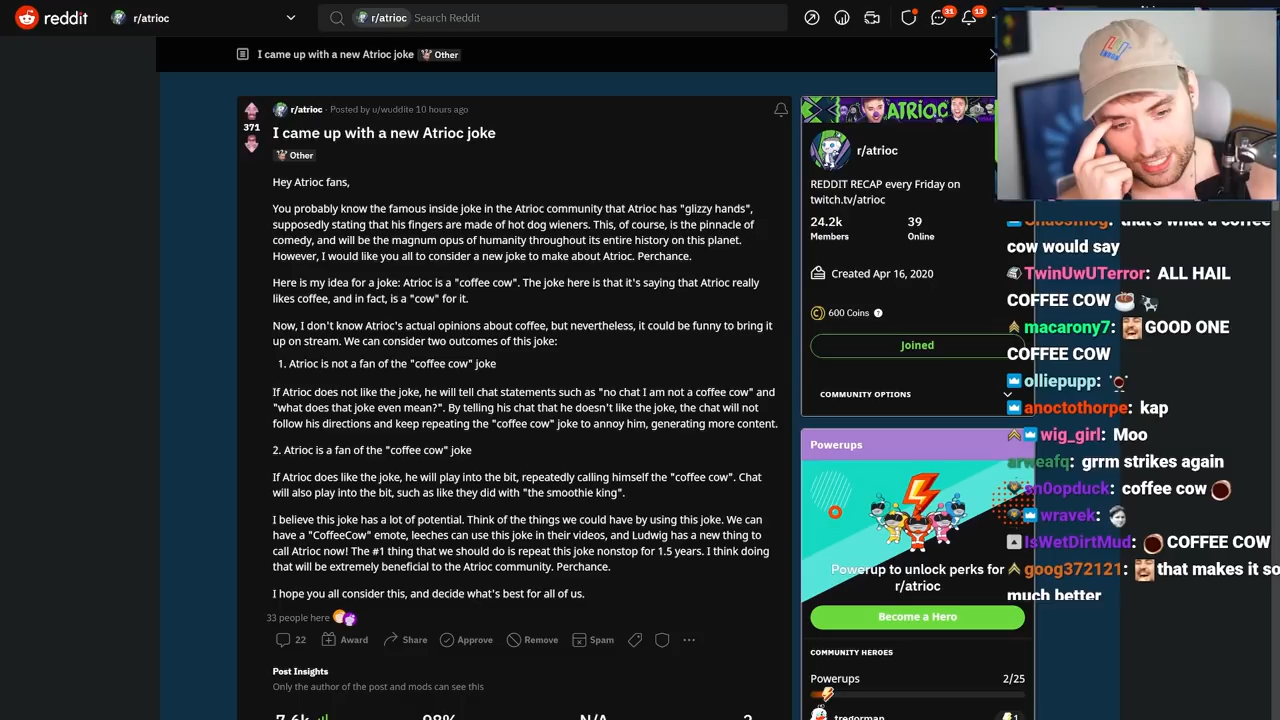 reddit
r/atrioc
r/atrioc
Search Reddit
31
13
I came up with a new Atrioc joke
Other
r/atrioc · Posted by u/wuddite 10 hours ago
371
I came up with a new Atrioc joke
Other
Hey Atrioc fans,
You probably know the famous inside joke in the Atrioc community that Atrioc has "glizzy hands",
supposedly stating that his fingers are made of hot dog wieners. This, of course, is the pinnacle of
comedy, and will be the magnum opus of humanity throughout its entire history on this planet.
However, I would like you all to consider a new joke to make about Atrioc. Perchance.
Here is my idea for a joke: Atrioc is a "coffee cow". The joke here is that it's saying that Atrioc really
likes coffee, and in fact, is a "cow" for it.
Now, I don't know Atrioc's actual opinions about coffee, but nevertheless, it could be funny to bring it
up on stream. We can consider two outcomes of this joke:
1. Atrioc is not a fan of the "coffee cow" joke
If Atrioc does not like the joke, he will tell chat statements such as "no chat I am not a coffee cow" and
"what does that joke even mean?". By telling his chat that he doesn't like the joke, the chat will not
follow his directions and keep repeating the "coffee cow" joke to annoy him, generating more content.
2. Atrioc is a fan of the "coffee cow" joke
If Atrioc does like the joke, he will play into the bit, repeatedly calling himself the "coffee cow". Chat
will also play into the bit, such as like they did with "the smoothie king".
I believe this joke has a lot of potential. Think of the things we could have by using this joke. We can
have a "CoffeeCow" emote, leeches can use this joke in their videos, and Ludwig has a new thing to
call Atrioc now! The #1 thing that we should do is repeat this joke nonstop for 1.5 years. I think doing
that will be extremely beneficial to the Atrioc community. Perchance.
I hope you all consider this, and decide what's best for all of us.
33 people here
22
Award
Share
Approve
Remove
Spam
Post Insights
Only the author of the post and mods can see this
ATRIOC
r/atrioc
REDDIT RECAP every Friday on
twitch.tv/atrioc
24.2k
39
Members
Online
Created Apr 16, 2020
600 Coins
Joined
COMMUNITY OPTIONS
Powerups
Powerup to unlock perks for
r/atrioc
Become a Hero
COMMUNITY HEROES
Powerups
2/25
tregorman
1
that's what a coffee
cow would say
TwinUwUTerror: ALL HAIL
COFFEE COW
macarony7: GOOD ONE
COFFEE COW
olliepupp:
anoctothorpe: kap
wig_girl: Moo
arweafq: grrm strikes again
sn0opduck: coffee cow
wravek:
IsWetDirtMud: COFFEE COW
goog372121: that makes it so
much better